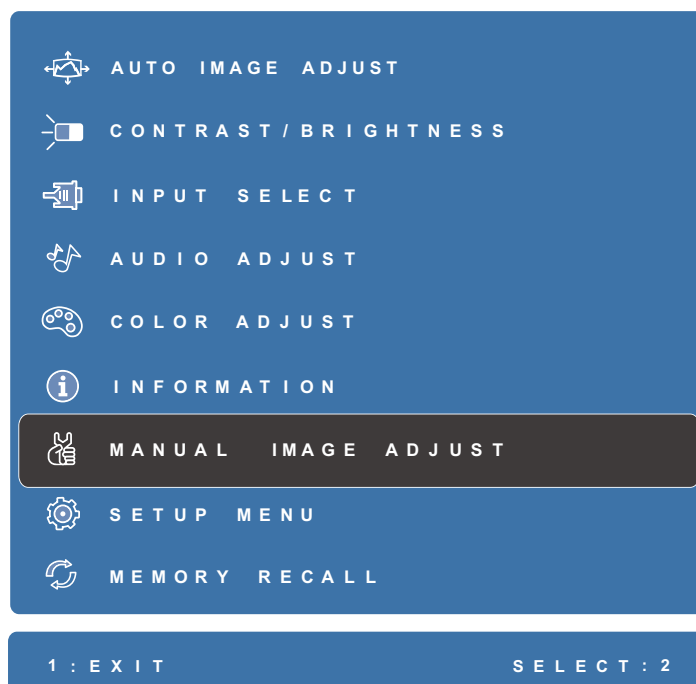 AUTO IMAGE ADJUST
CONTRAST/BRIGHTNESS
INPUT SELECT
AUDIO ADJUST
COLOR ADJUST
INFORMATION
MANUAL IMAGE ADJUST
SETUP MENU
MEMORY RECALL
1:EXIT SELECT:2